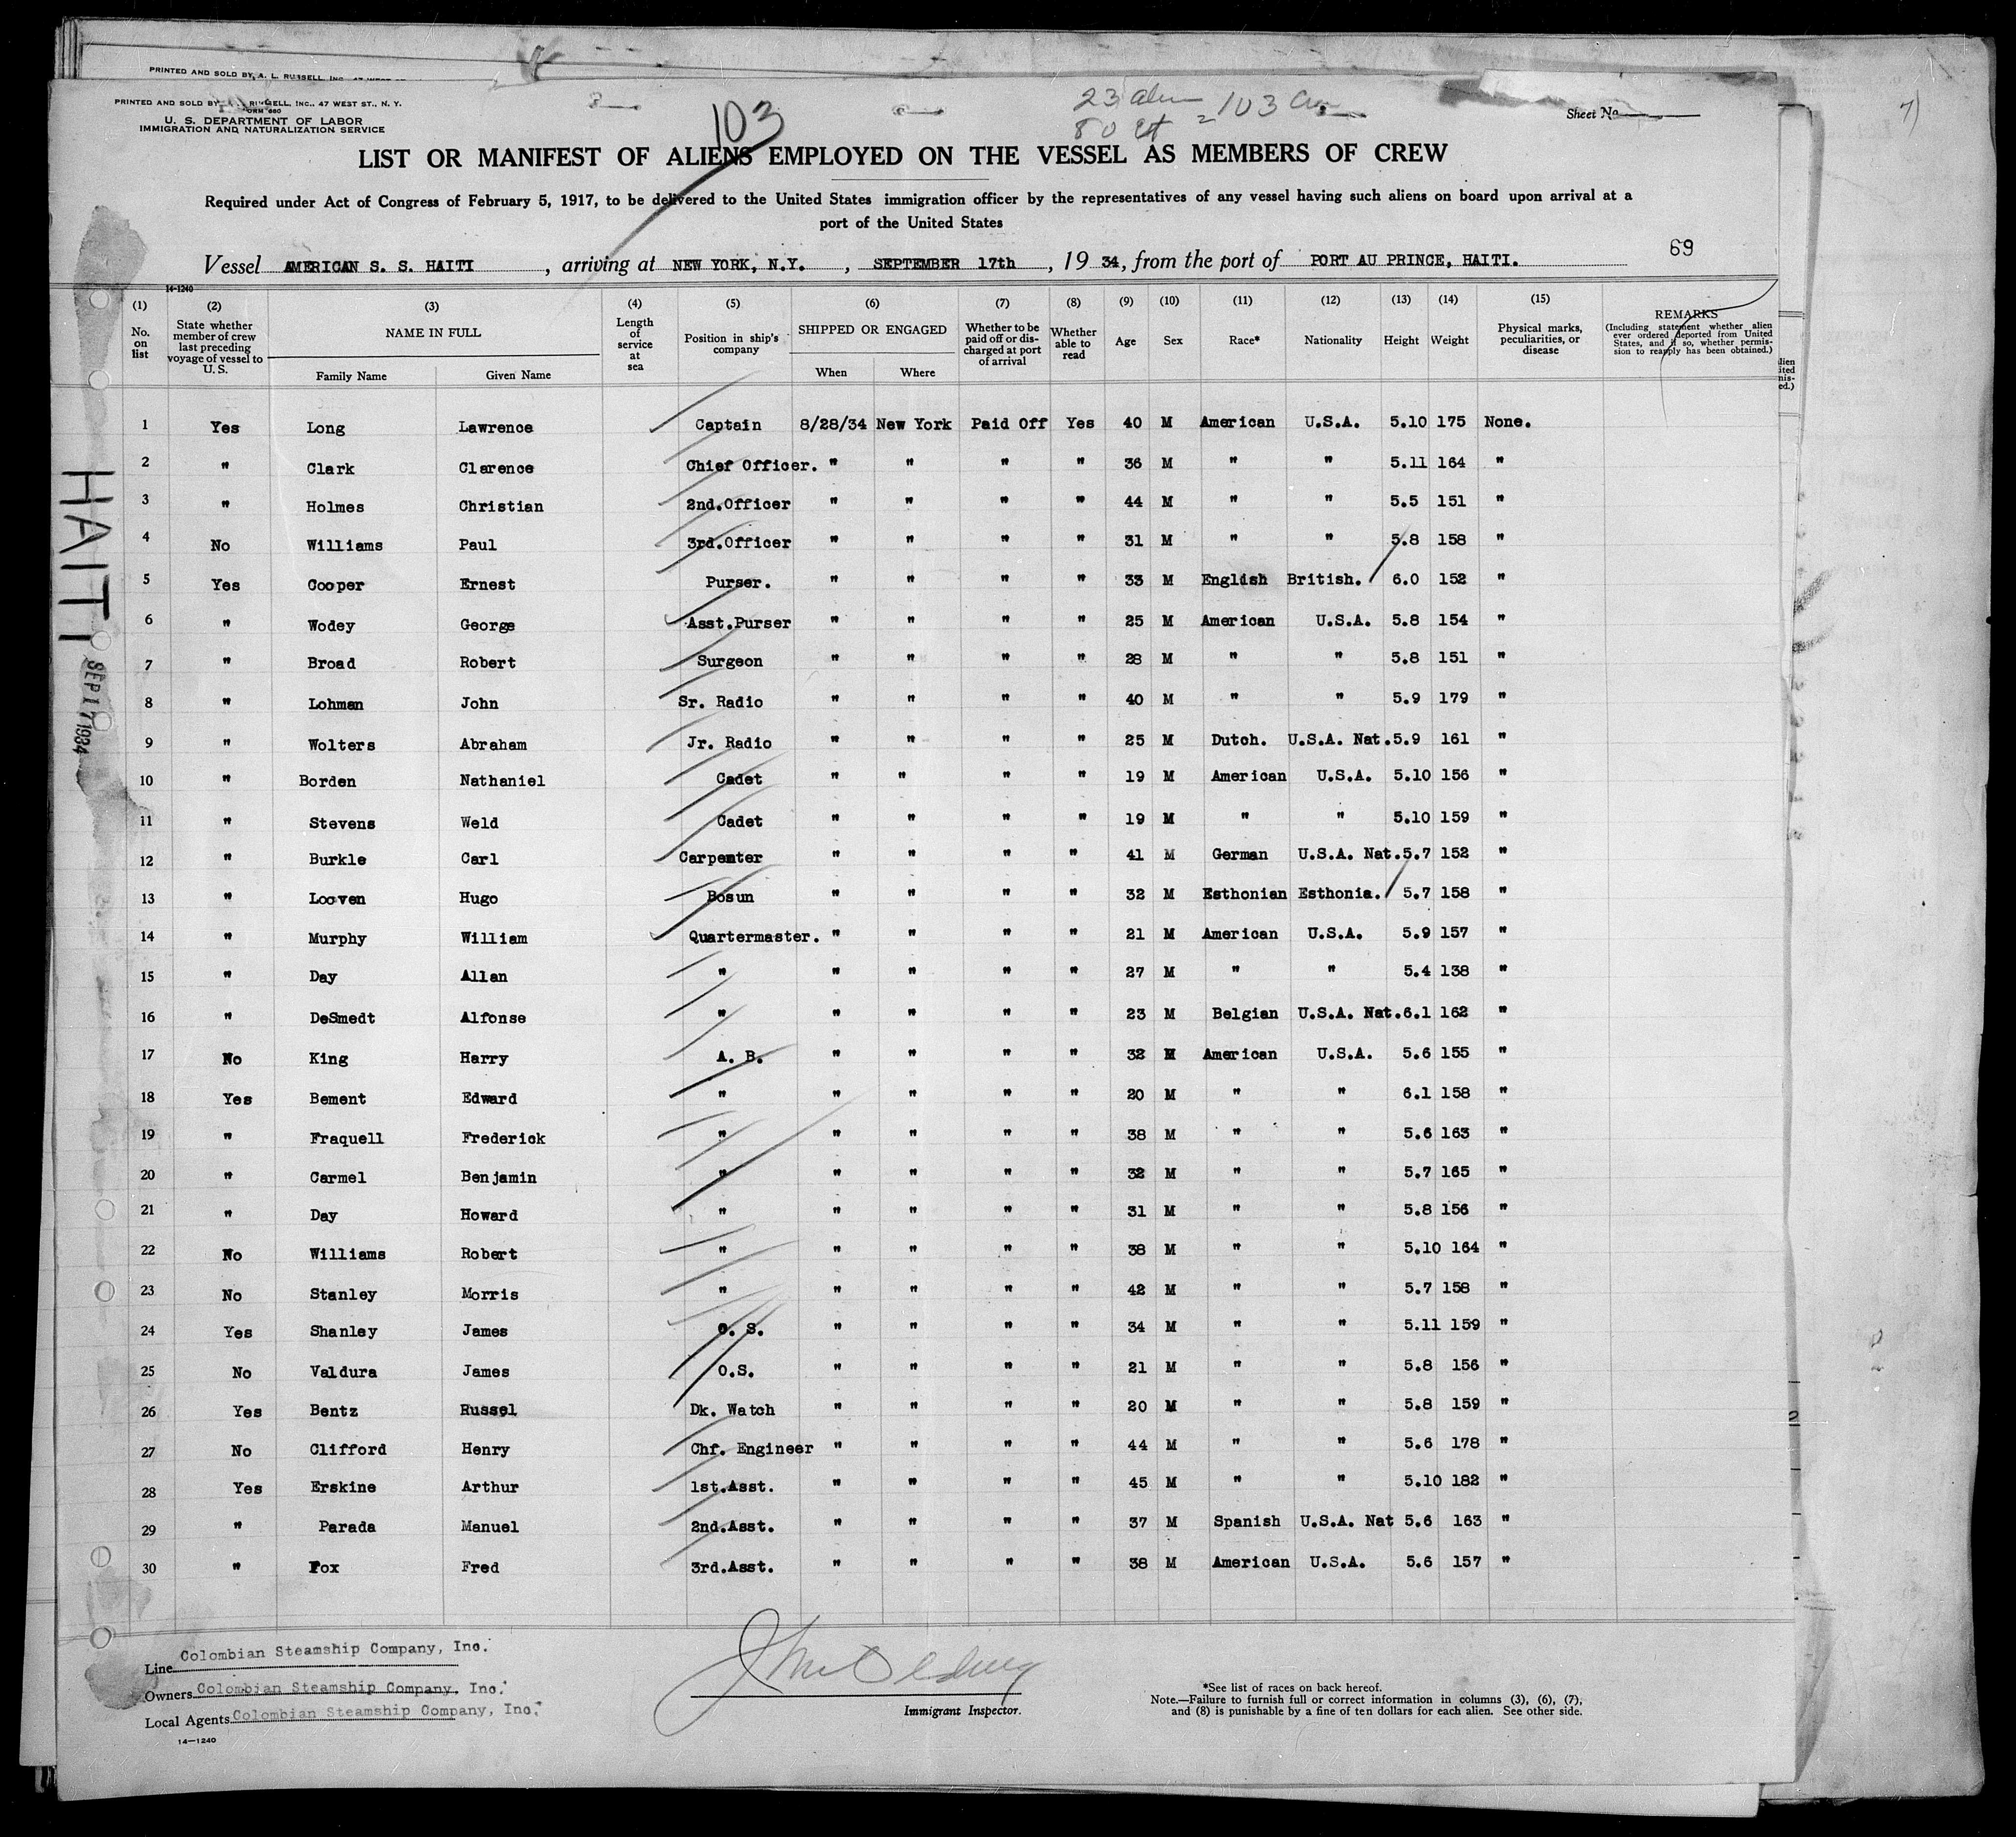 PRINTED AND SOLD BY A. L. RUSSELL, INC.
PRINTED AND SOLD BY RUSSELL, INC., 47 WEST ST., N. Y.
FORM 680
U. S. DEPARTMENT OF LABOR
IMMIGRATION AND NATURALIZATION SERVICE
103
23 alien
80 = 103
Sheet No.
LIST OR MANIFEST OF ALIENS EMPLOYED ON THE VESSEL AS MEMBERS OF CREW
Required under Act of Congress of February 5, 1917, to be delivered to the United States immigration officer by the representatives of any vessel having such aliens on board upon arrival at a
port of the United States
69
Vessel AMERICAN S. S. HAITI, arriving at NEW YORK, N.Y., SEPTEMBER 17th, 1934, from the port of PORT AU PRINCE, HAITI.
14-1240
(1) (2) (3) (4) (5) (6) (7) (8) (9) (10) (11) (12) (13) (14) (15)
No. on list
State whether member of crew last preceding voyage of vessel to U. S.
NAME IN FULL
Family Name Given Name
Length of service at sea
Position in ship's company
SHIPPED OR ENGAGED
When Where
Whether to be paid off or discharged at port of arrival
Whether able to read
Age Sex Race* Nationality Height Weight
Physical marks, peculiarities, or disease
REMARKS
(Including statement whether alien ever ordered deported from United States, and if so, whether permission to reapply has been obtained.)
1 Yes Long Lawrence Captain 8/28/34 New York Paid Off Yes 40 M American U.S.A. 5.10 175 None.
2 " Clark Clarence Chief Officer. " " " " 36 M " " 5.11 164 "
3 " Holmes Christian 2nd.Officer " " " " 44 M " " 5.5 151 "
4 No Williams Paul 3rd.Officer " " " " 31 M " " 5.8 158 "
5 Yes Cooper Ernest Purser. " " " " 33 M English British. 6.0 152 "
6 " Wodey George Asst.Purser " " " " 25 M American U.S.A. 5.8 154 "
7 " Broad Robert Surgeon " " " " 28 M " " 5.8 151 "
8 " Lohman John Sr. Radio " " " " 40 M " " 5.9 179 "
9 " Wolters Abraham Jr. Radio " " " " 25 M Dutch. U.S.A. Nat. 5.9 161 "
10 " Borden Nathaniel Cadet " " " " 19 M American U.S.A. 5.10 156 "
11 " Stevens Weld Cadet " " " " 19 M " " 5.10 159 "
12 " Burkle Carl Carpenter " " " " 41 M German U.S.A. Nat. 5.7 152 "
13 " Looven Hugo Bosun " " " " 32 M Esthonian Esthonia. 5.7 158 "
14 " Murphy William Quartermaster. " " " " 21 M American U.S.A. 5.9 157 "
15 " Day Allan " " " " " 27 M " " 5.4 138 "
16 " DeSmedt Alfonse " " " " " 23 M Belgian U.S.A. Nat. 6.1 162 "
17 No King Harry A. B. " " " " 32 M American U.S.A. 5.6 155 "
18 Yes Bement Edward " " " " " 20 M " " 6.1 158 "
19 " Fraquell Frederick " " " " " 38 M " " 5.6 163 "
20 " Carmel Benjamin " " " " " 32 M " " 5.7 165 "
21 " Day Howard " " " " " 31 M " " 5.8 156 "
22 No Williams Robert " " " " " 38 M " " 5.10 164 "
23 No Stanley Morris " " " " " 42 M " " 5.7 158 "
24 Yes Shanley James O. S. " " " " 34 M " " 5.11 159 "
25 No Valdura James O.S. " " " " 21 M " " 5.8 156 "
26 Yes Bentz Russel Dk. Watch " " " " 20 M " " 5.8 159 "
27 No Clifford Henry Chf. Engineer " " " " 44 M " " 5.6 178 "
28 Yes Erskine Arthur 1st.Asst. " " " " 45 M " " 5.10 182 "
29 " Parada Manuel 2nd.Asst. " " " " 37 M Spanish U.S.A. Nat 5.6 163 "
30 " Fox Fred 3rd.Asst. " " " " 38 M American U.S.A. 5.6 157 "
HAITI
SEP 17 1934
Line Colombian Steamship Company, Inc.
Owners Colombian Steamship Company, Inc.
Local Agents Colombian Steamship Company, Inc.
14—1240
Immigrant Inspector.
*See list of races on back hereof.
Note.—Failure to furnish full or correct information in columns (3), (6), (7),
and (8) is punishable by a fine of ten dollars for each alien. See other side.